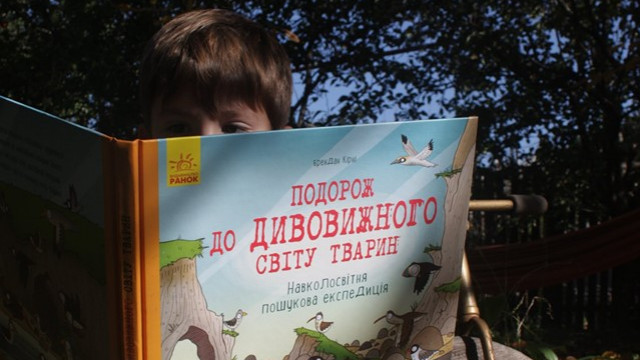 РАНОК
ПОДОРОЖ
ДО ДИВОВИЖНОГО
СВІТУ ТВАРИН
Навколосвітня
пошукова експедиція